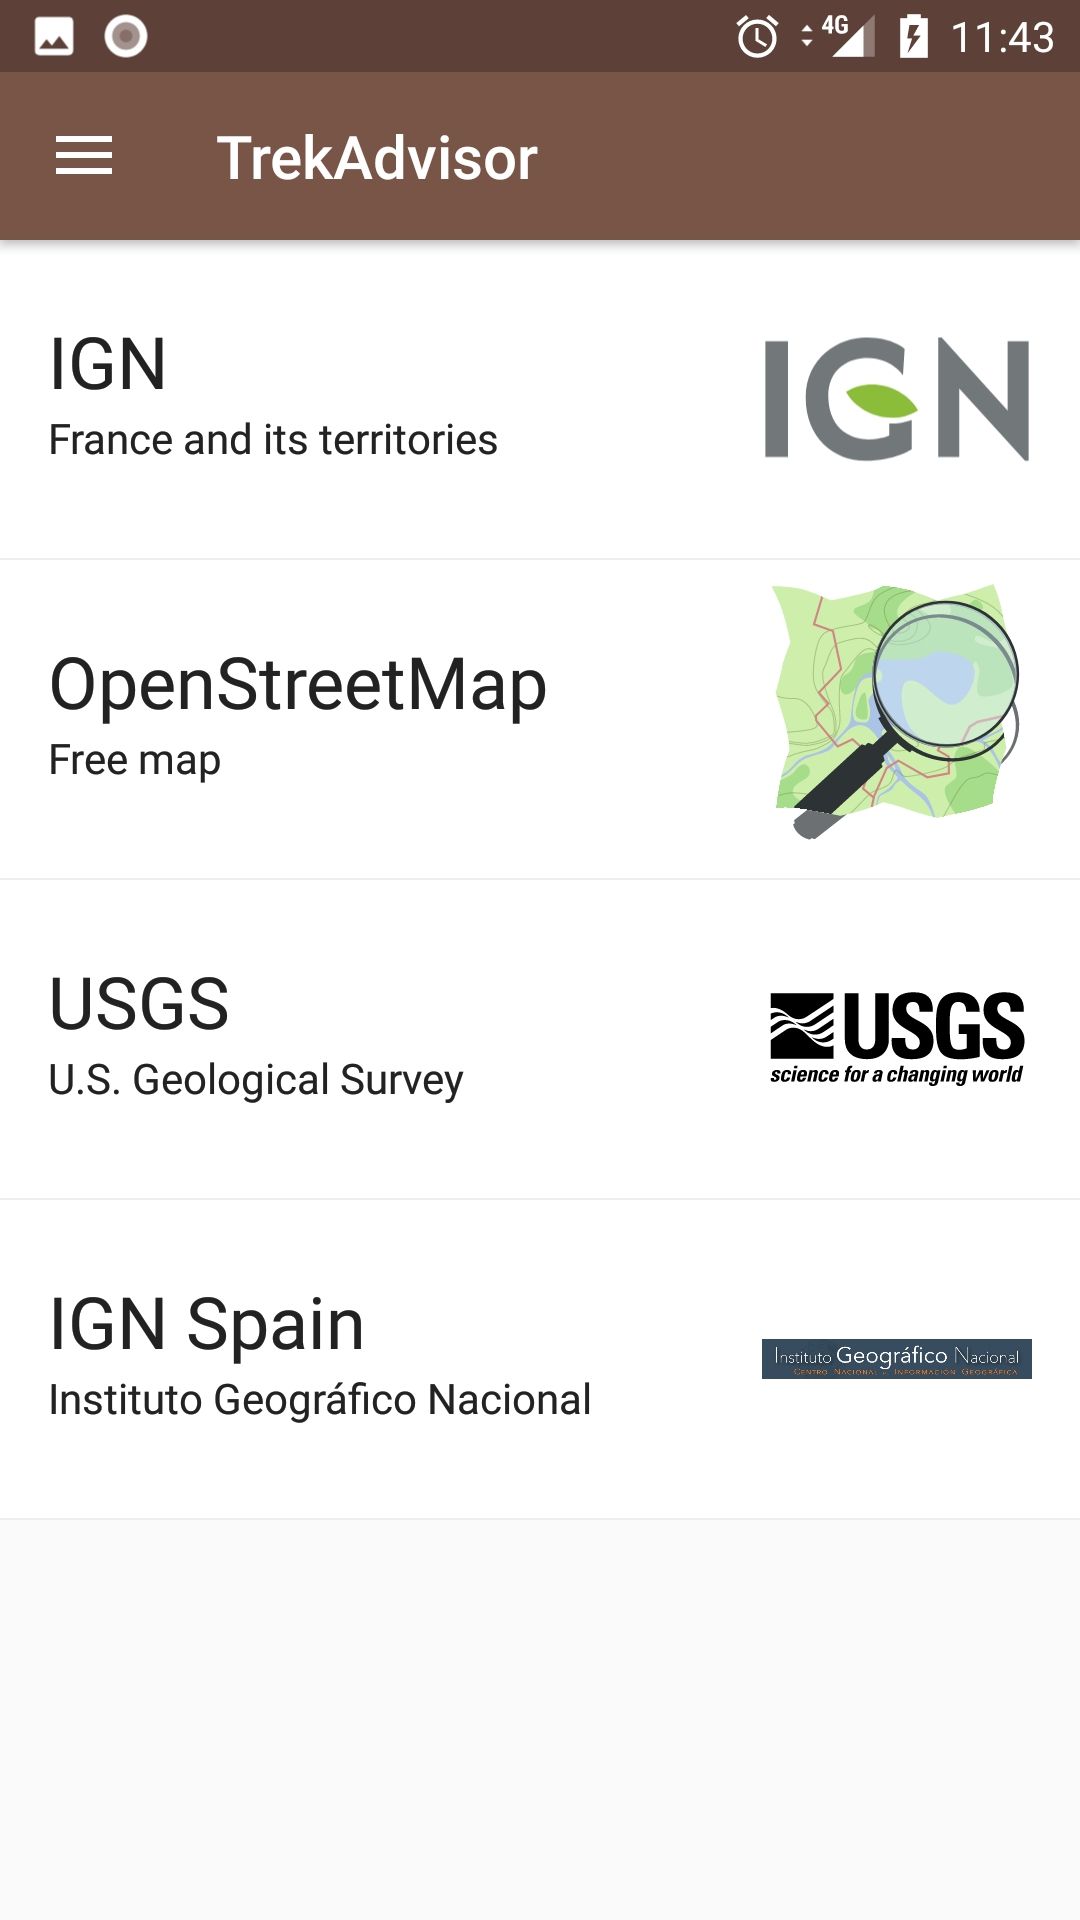 4G 11:43
TrekAdvisor
IGN
France and its territories
IGN
OpenStreetMap
Free map
USGS
U.S. Geological Survey
USGS
science for a changing world
IGN Spain
Instituto Geográfico Nacional
Instituto Geográfico Nacional
Centro Nacional de Información Geográfica